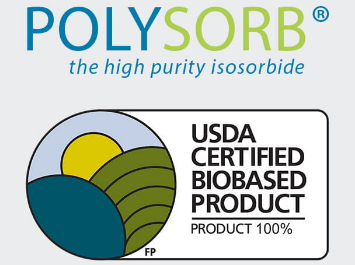 POLYSORB®
the high purity isosorbide
USDA
CERTIFIED
BIOBASED
PRODUCT
PRODUCT 100%
FP